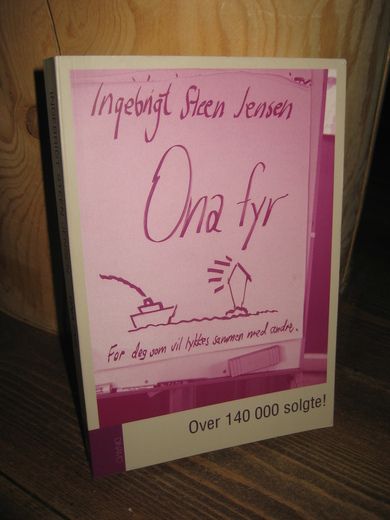 Ingebrigt Steen Jensen
Ona fyr
For deg som vil lykkes sammen med andre.
Over 140 000 solgte!